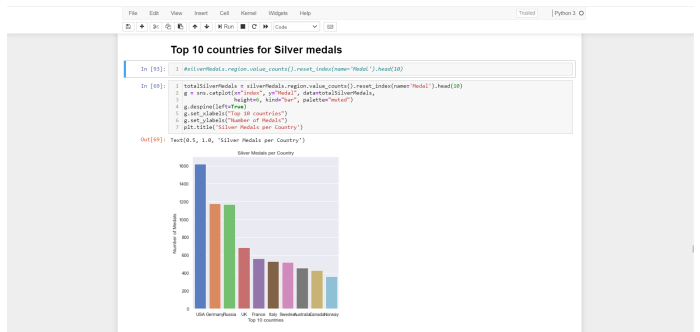 File Edit View Insert Cell Kernel Widgets Help Trusted Python 3
Run Code
Top 10 countries for Silver medals
In [93]: 1 #silverMedals.region.value_counts().reset_index(name='Medal').head(10)
In [69]: 1 totalSilverMedals = silverMedals.region.value_counts().reset_index(name='Medal').head(10)
2 g = sns.catplot(x="index", y="Medal", data=totalSilverMedals,
3 height=6, kind="bar", palette="muted")
4 g.despine(left=True)
5 g.set_xlabels("Top 10 countries")
6 g.set_ylabels("Number of Medals")
7 plt.title('Silver Medals per Country')
Out[69]: Text(0.5, 1.0, 'Silver Medals per Country')
Silver Medals per Country
1600
1400
1200
1000
800
600
400
200
0
Number of Medals
USA Germany Russia UK France Italy Sweden Australia Canada Norway
Top 10 countries